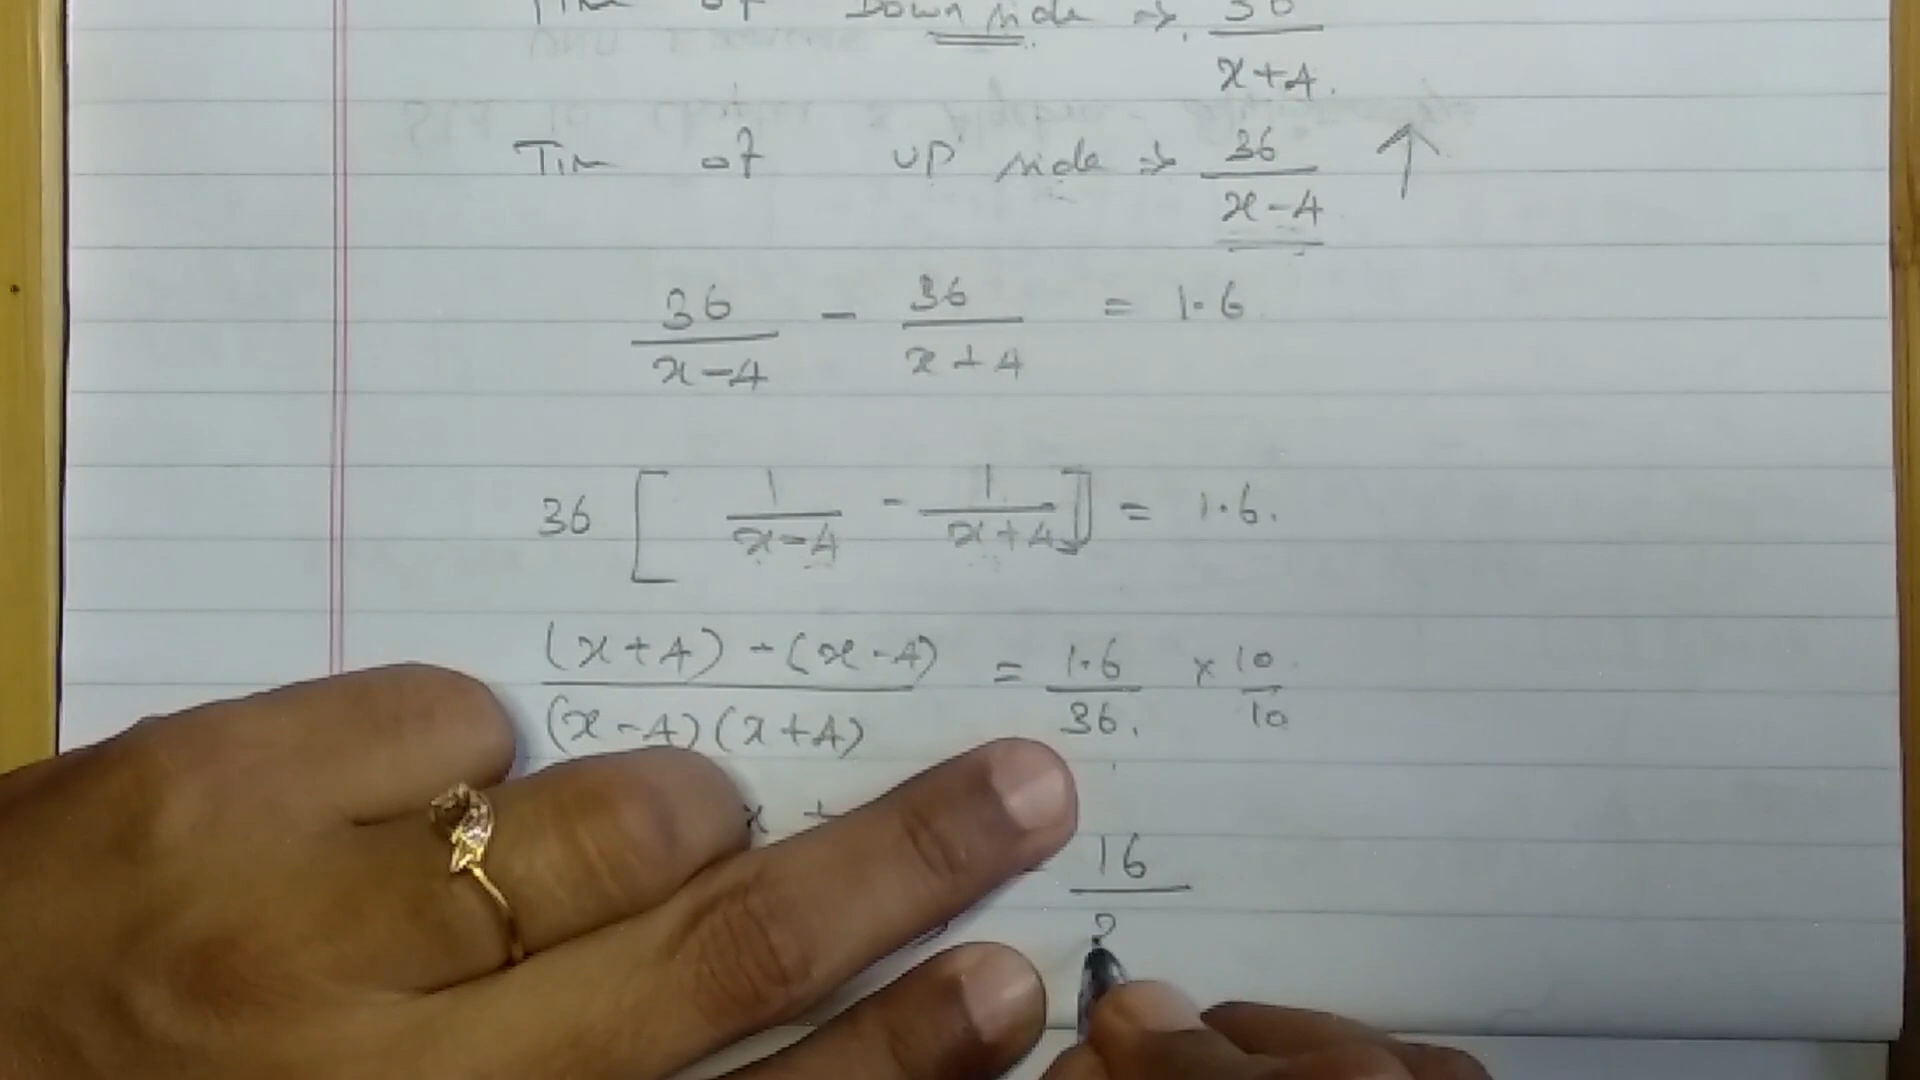 Time of Down side ⇒ 36/(x+4).
Time of UP side ⇒ 36/(x-4) ↑
36/(x-4) - 36/(x+4) = 1.6
36 [ 1/(x-4) - 1/(x+4) ] = 1.6.
((x+4) - (x-4))/((x-4)(x+4)) = 1.6/36. × 10/10
x +
16